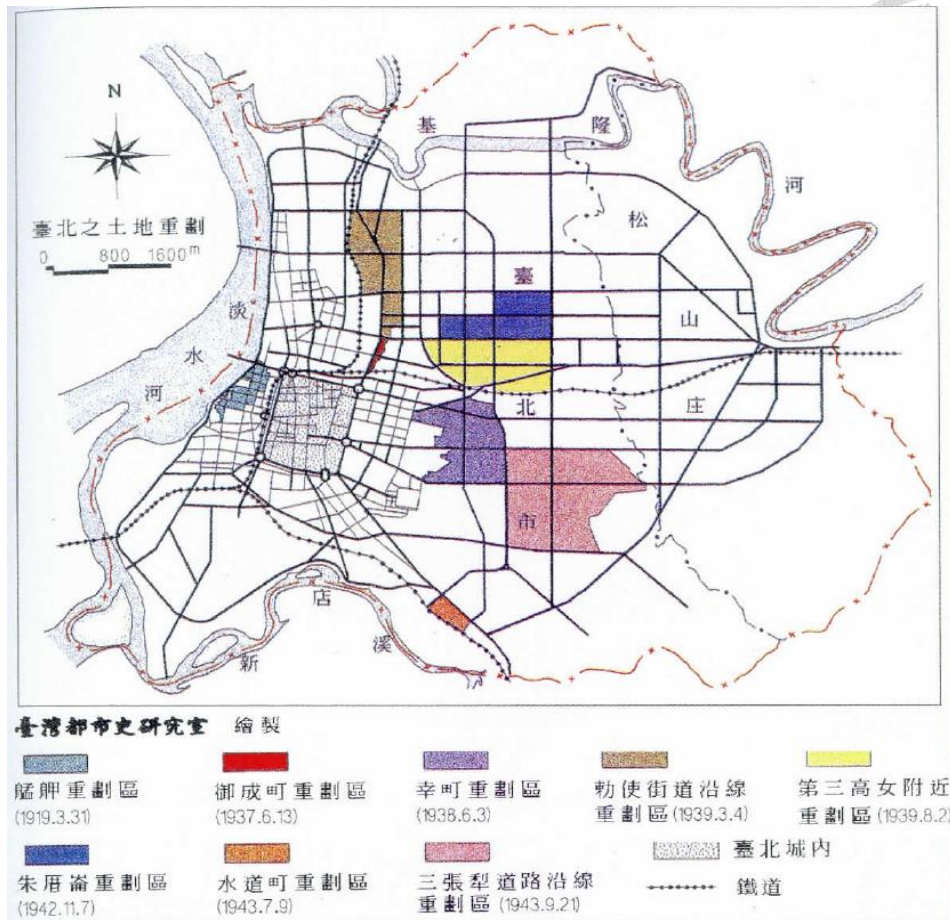 N
臺北之土地重劃
0 800 1600m
基隆河
淡水河
松山庄
臺北市
新店溪
臺灣都市史研究室 繪製
艋舺重劃區
(1919.3.31)
御成町重劃區
(1937.6.13)
幸町重劃區
(1938.6.3)
勅使街道沿線
重劃區(1939.3.4)
第三高女附近
重劃區(1939.8.2)
朱厝崙重劃區
(1942.11.7)
水道町重劃區
(1943.7.9)
三張犁道路沿線
重劃區(1943.9.21)
臺北城內
鐵道